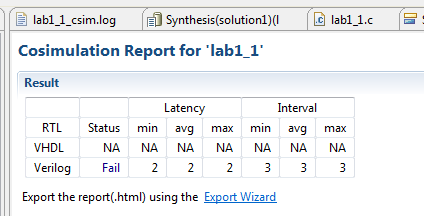 lab1_1_csim.log Synthesis(solution1)(l lab1_1.c S
Cosimulation Report for 'lab1_1'
Result
Latency Interval
RTL Status min avg max min avg max
VHDL NA NA NA NA NA NA NA
Verilog Fail 2 2 2 3 3 3
Export the report(.html) using the Export Wizard